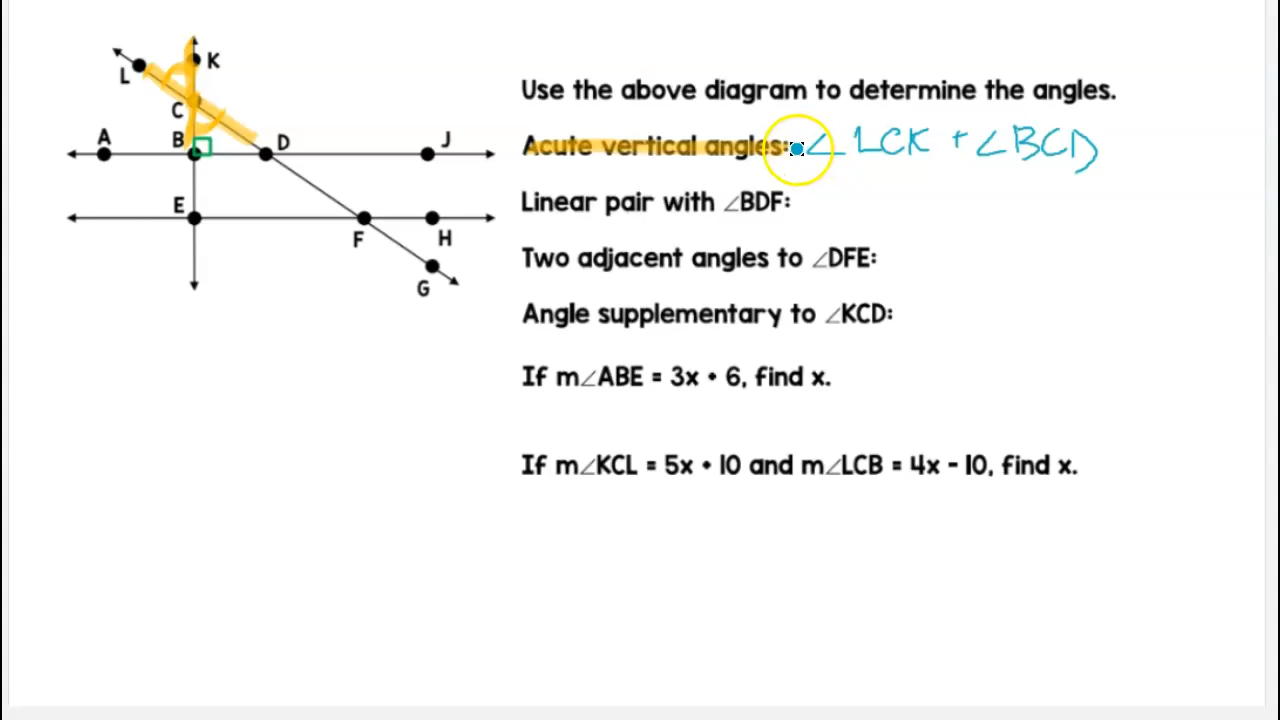 K
L
C
A
B
D
J
E
F
H
G
Use the above diagram to determine the angles.
Acute vertical angles: ∠LCK + ∠BCD
Linear pair with ∠BDF:
Two adjacent angles to ∠DFE:
Angle supplementary to ∠KCD:
If m∠ABE = 3x + 6, find x.
If m∠KCL = 5x + 10 and m∠LCB = 4x - 10, find x.